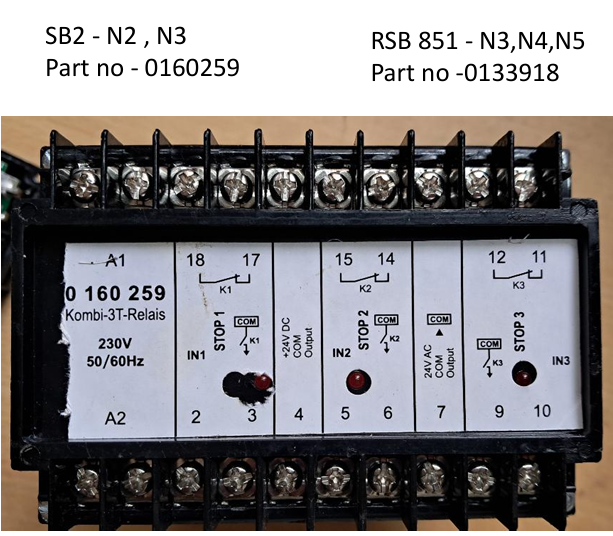 SB2 - N2 , N3
Part no - 0160259
RSB 851 - N3,N4,N5
Part no -0133918
A1
0 160 259
Kombi-3T-Relais
230V
50/60Hz
A2
18 17
K1
STOP 1
COM
K1
IN1
2 3
+24V DC
COM
Output
4
15 14
K2
STOP 2
COM
K2
IN2
5 6
COM
24V AC
COM
Output
7
12 11
K3
COM
K3
STOP 3
IN3
9 10